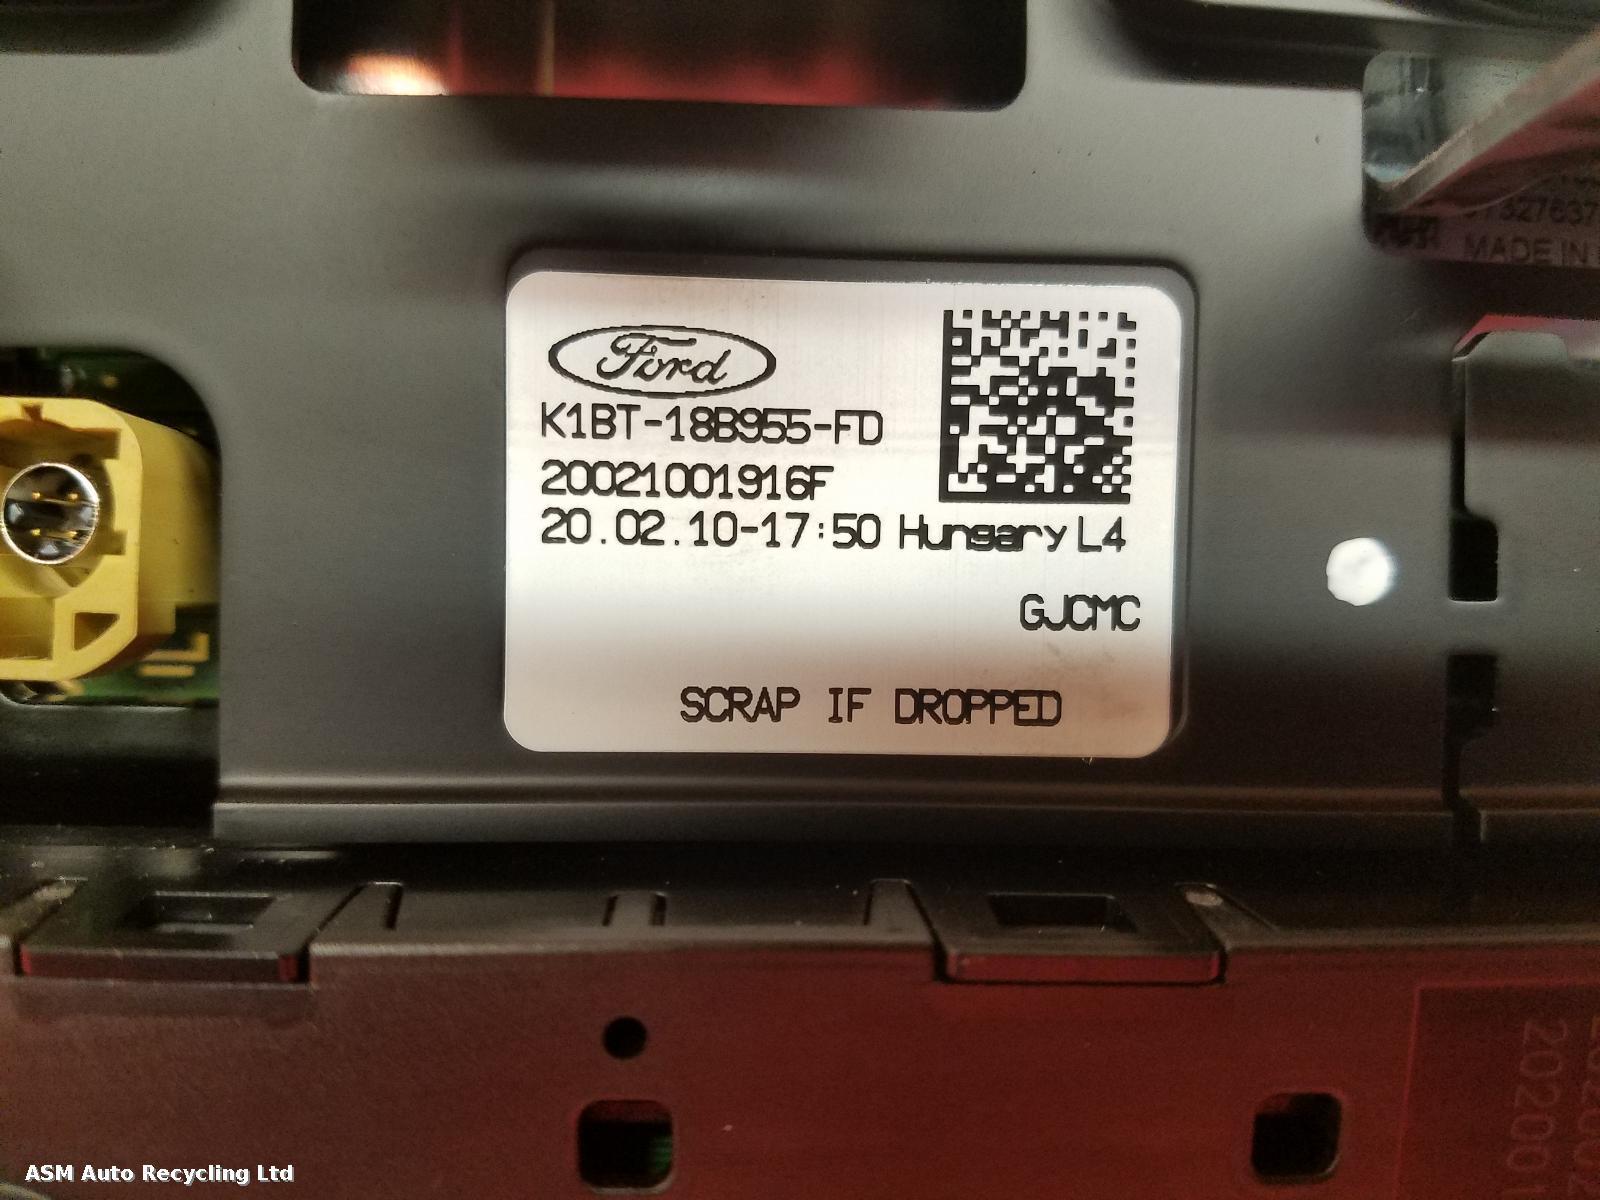 MADE IN
Ford
K1BT-18B955-FD
20021001916F
20.02.10-17:50 Hungary L4
GJCMC
SCRAP IF DROPPED
ASM Auto Recycling Ltd